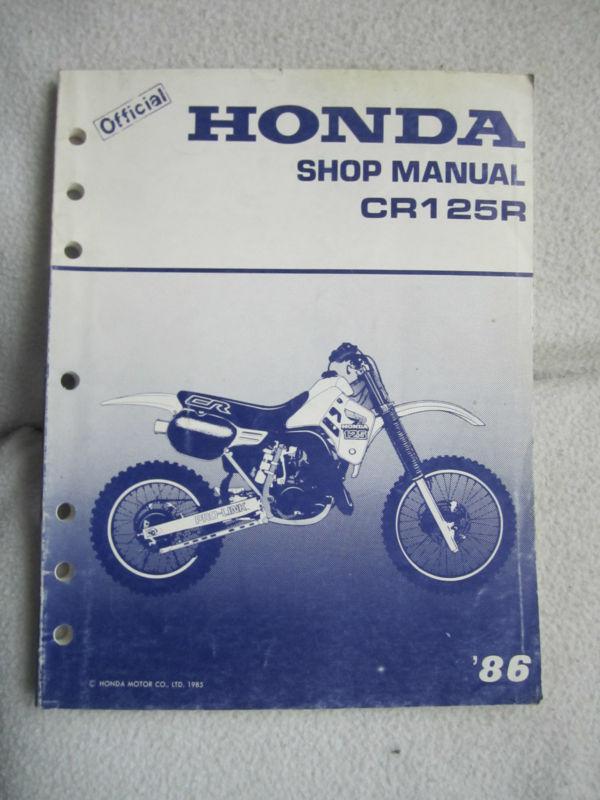 Official
HONDA
SHOP MANUAL
CR125R
CR
HONDA
125
PRO-LINK
'86
© HONDA MOTOR CO., LTD. 1985